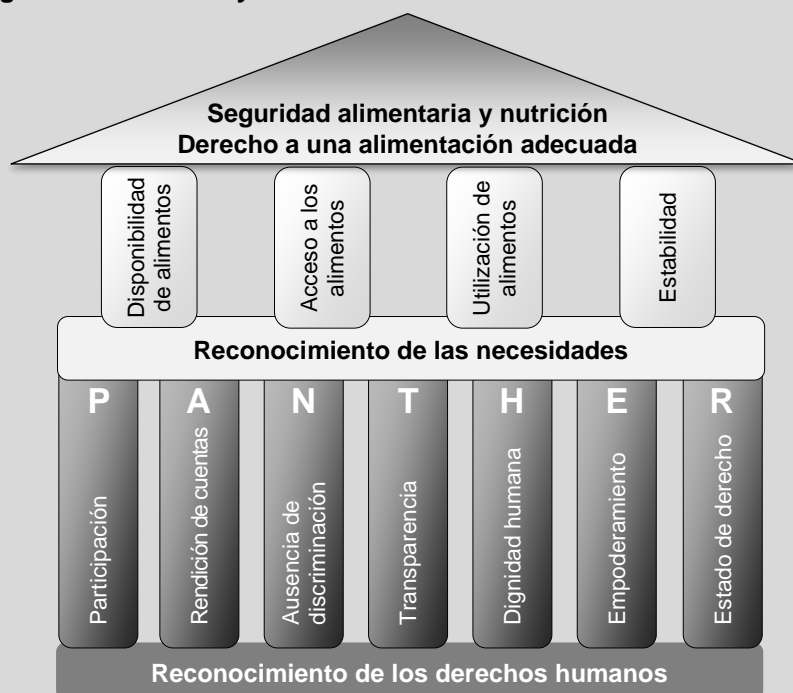 Seguridad alimentaria y nutrición
Derecho a una alimentación adecuada
Disponibilidad
de alimentos
Acceso a los
alimentos
Utilización de
alimentos
Estabilidad
Reconocimiento de las necesidades
P
A
N
T
H
E
R
Participación
Rendición de cuentas
Ausencia de
discriminación
Transparencia
Dignidad humana
Empoderamiento
Estado de derecho
Reconocimiento de los derechos humanos